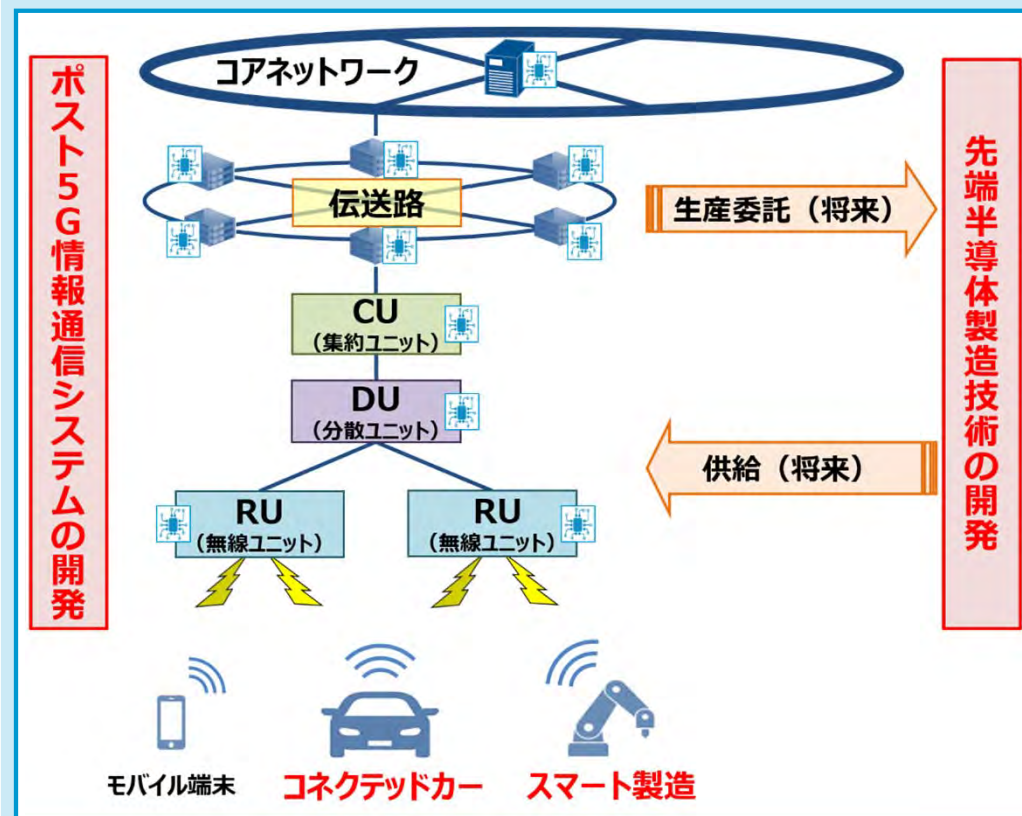 ポスト5G情報通信システムの開発
コアネットワーク
伝送路
CU
(集約ユニット)
DU
(分散ユニット)
RU
(無線ユニット)
RU
(無線ユニット)
モバイル端末
コネクテッドカー
スマート製造
生産委託（将来）
供給（将来）
先端半導体製造技術の開発